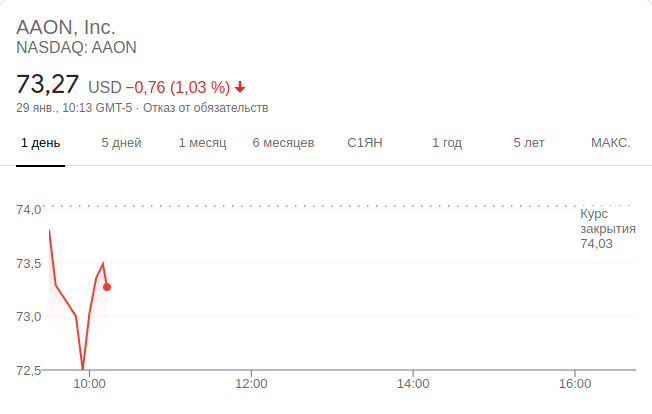 AAON, Inc.
NASDAQ: AAON
73,27 USD −0,76 (1,03 %)
29 янв., 10:13 GMT-5 · Отказ от обязательств
1 день 5 дней 1 месяц 6 месяцев С1ЯН 1 год 5 лет МАКС.
74,0
Курс
закрытия
74,03
73,5
73,0
72,5
10:00 12:00 14:00 16:00